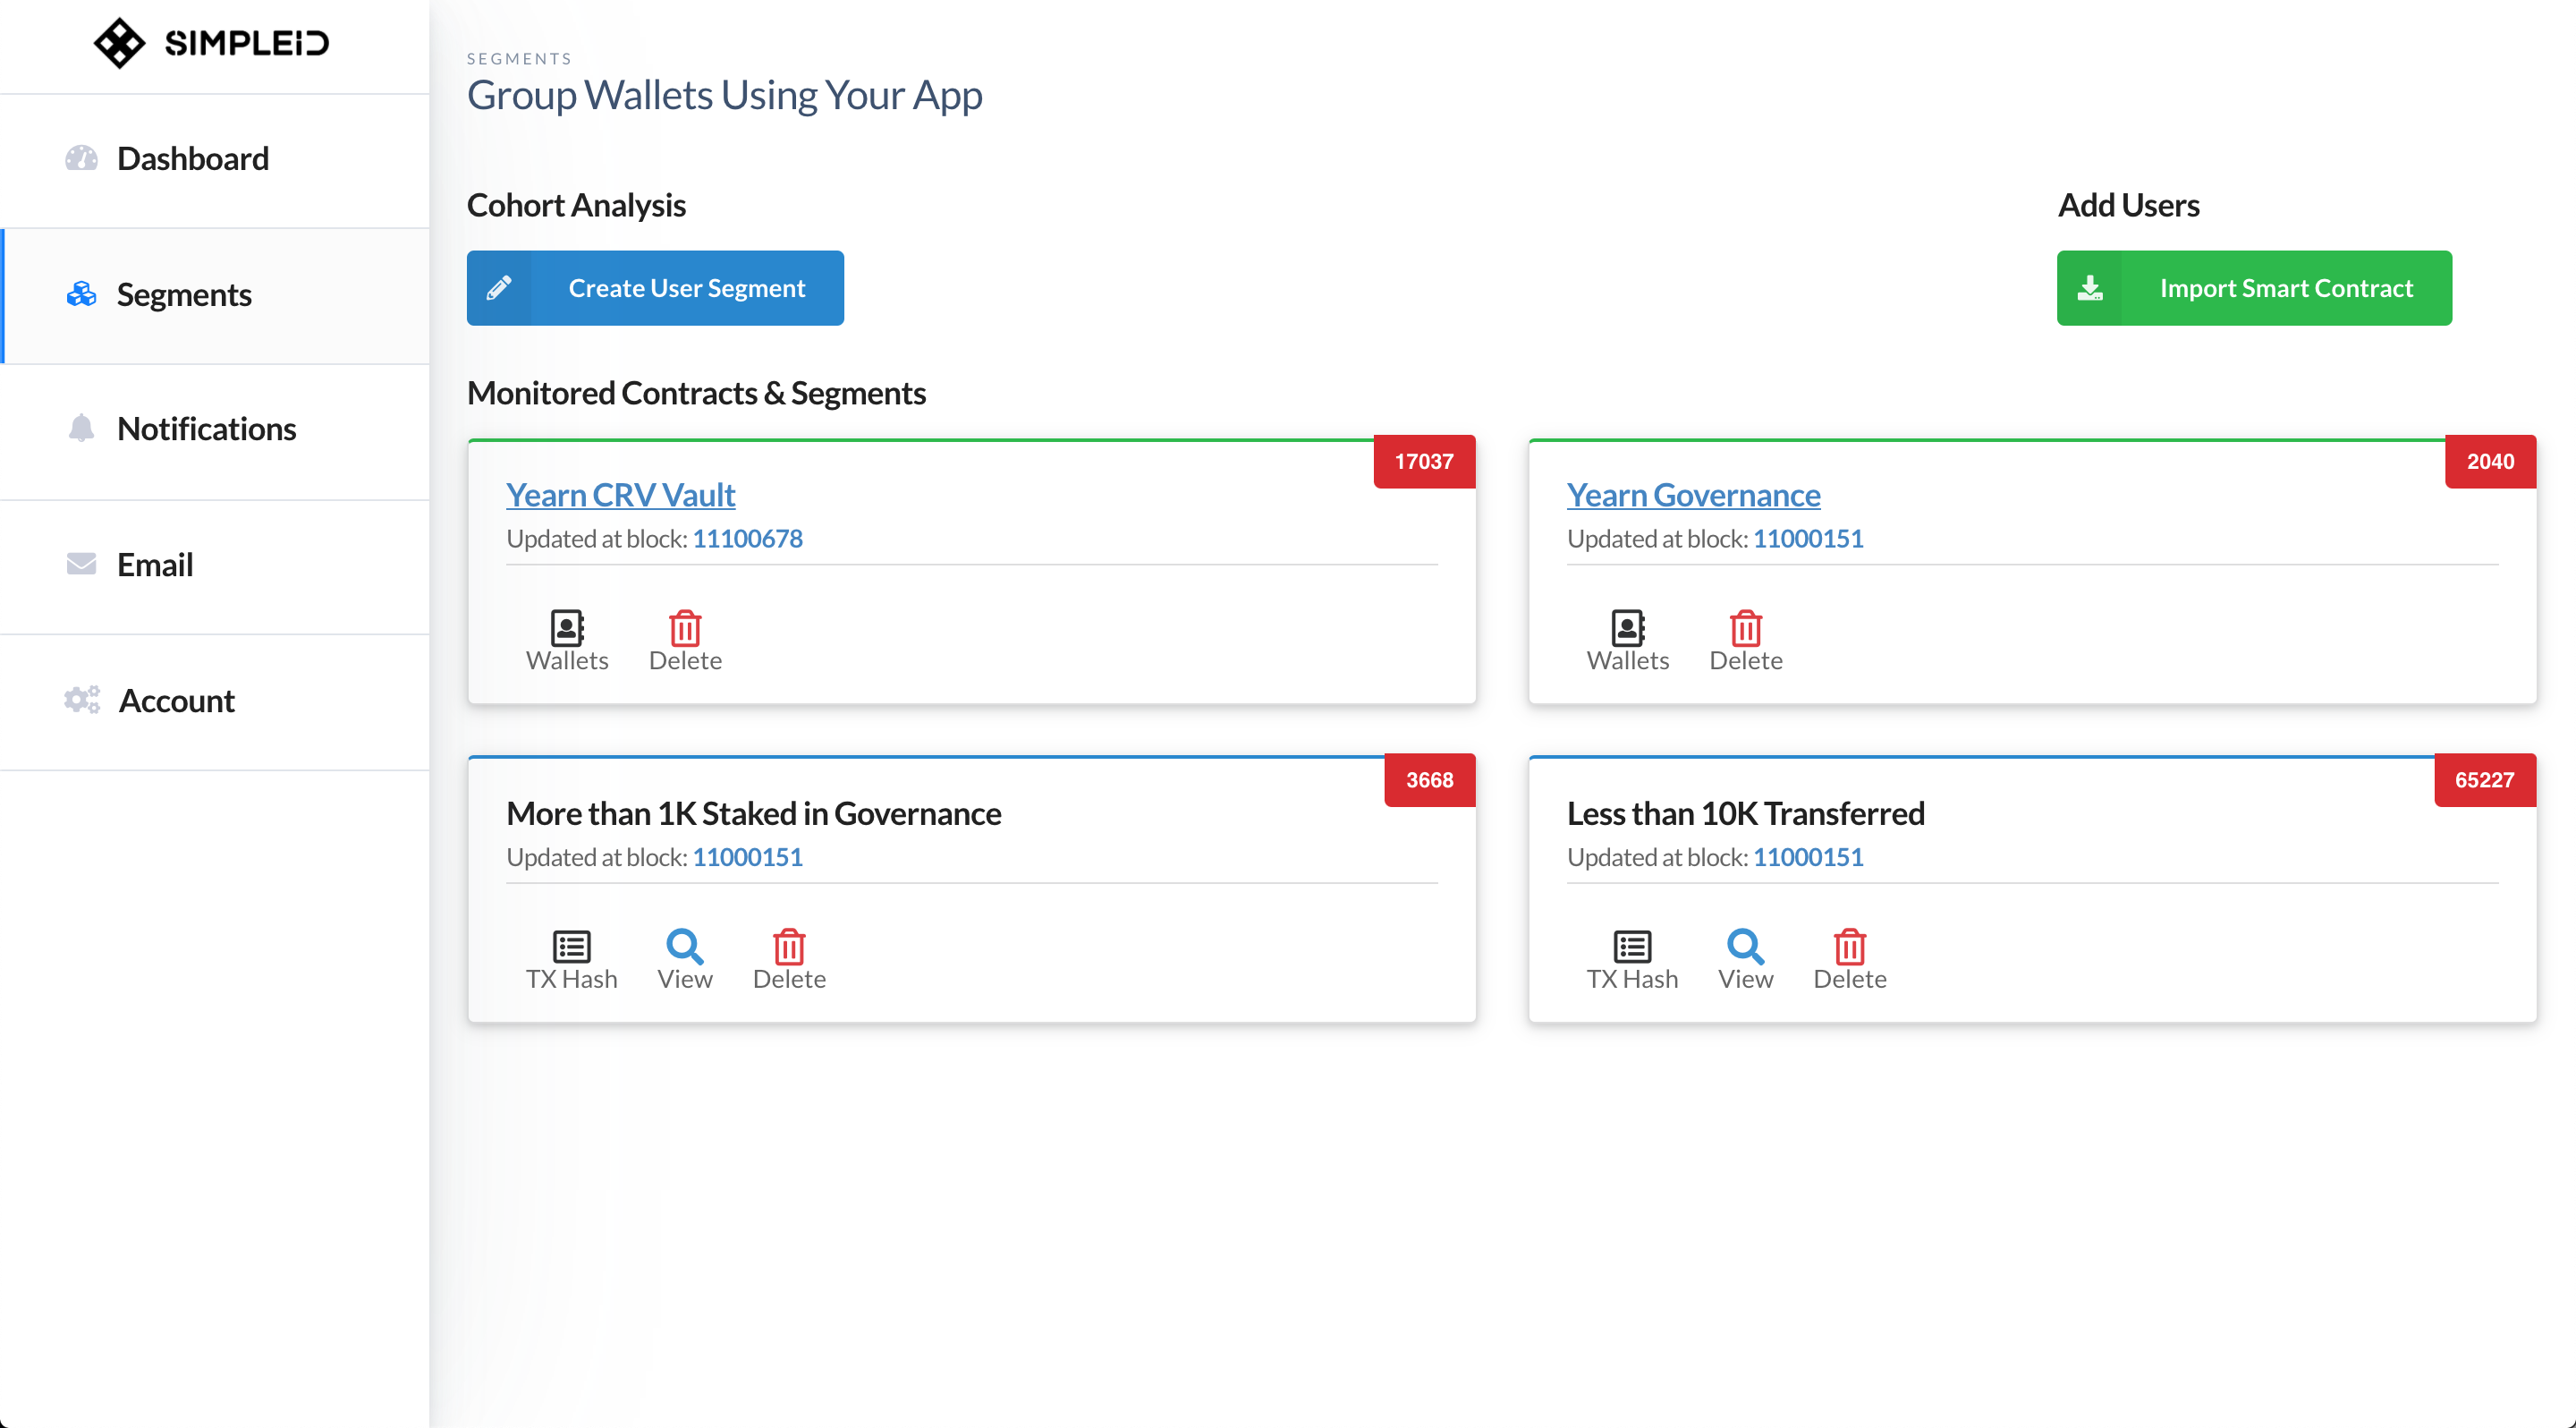 SIMPLEID
Dashboard
Segments
Notifications
Email
Account
SEGMENTS
Group Wallets Using Your App
Cohort Analysis
Create User Segment
Add Users
Import Smart Contract
Monitored Contracts & Segments
17037
Yearn CRV Vault
Updated at block: 11100678
Wallets Delete
2040
Yearn Governance
Updated at block: 11000151
Wallets Delete
3668
More than 1K Staked in Governance
Updated at block: 11000151
TX Hash View Delete
65227
Less than 10K Transferred
Updated at block: 11000151
TX Hash View Delete